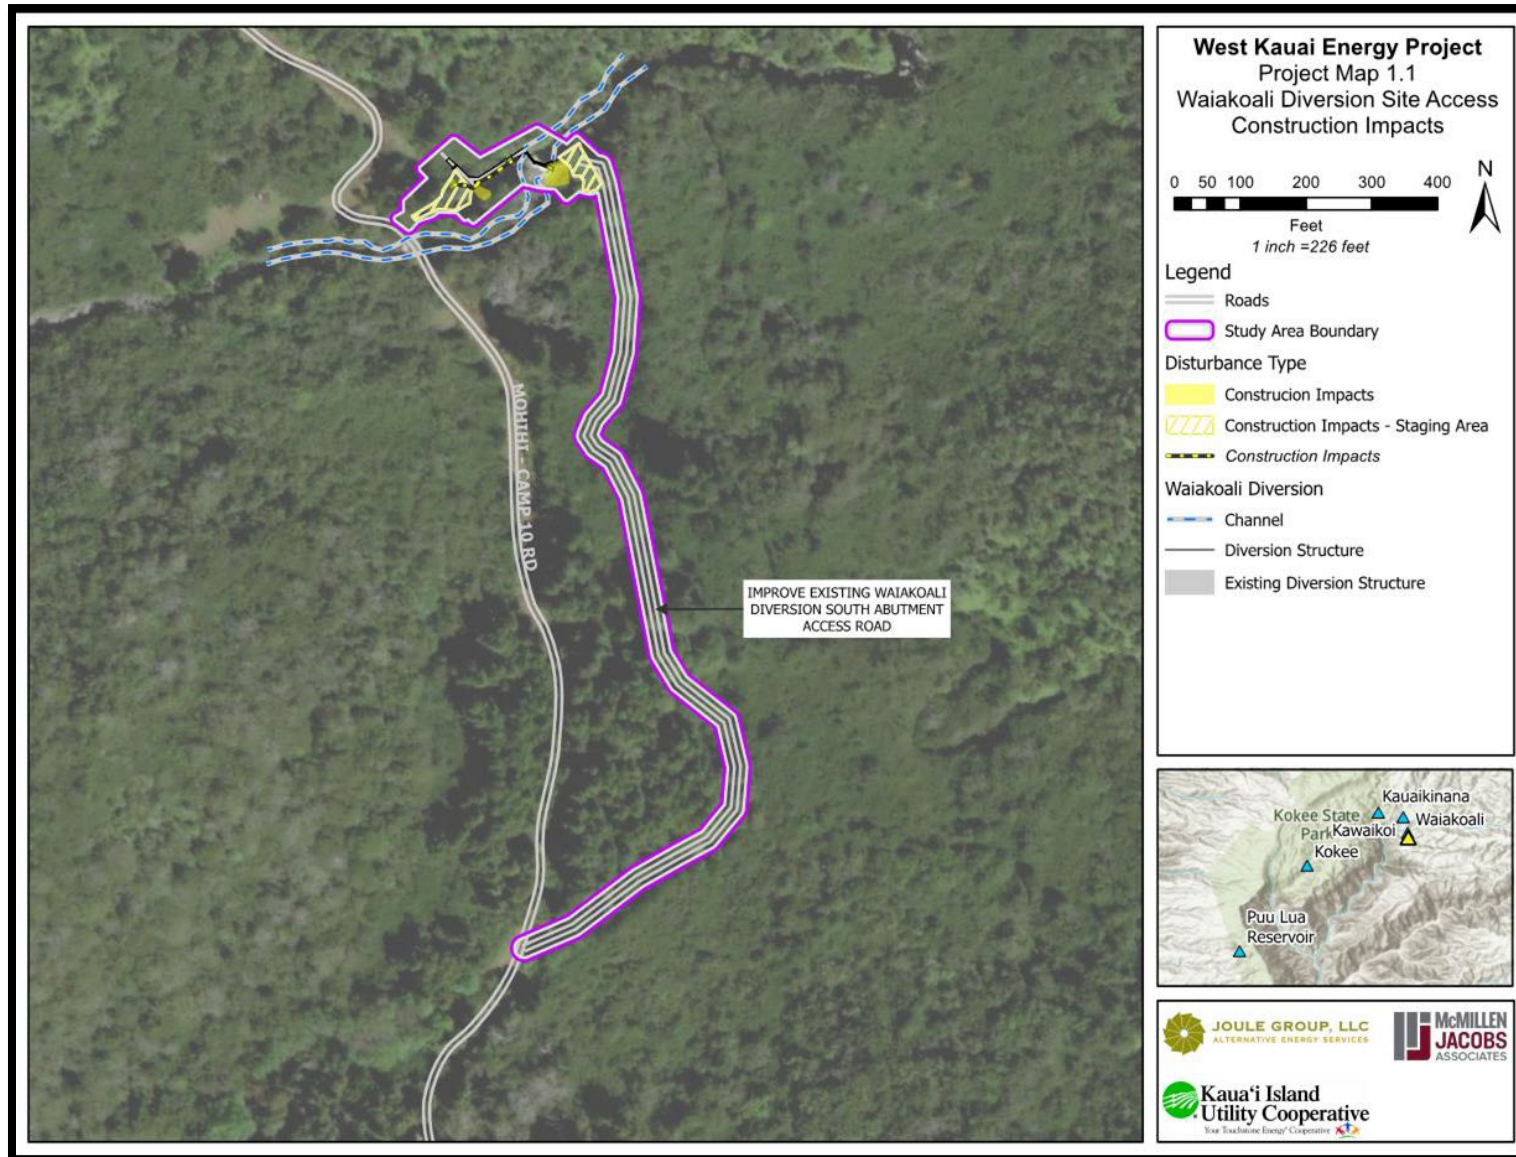 West Kauai Energy Project
Project Map 1.1
Waiakoali Diversion Site Access
Construction Impacts
N
0 50 100 200 300 400
Feet
1 inch =226 feet
Legend
Roads
Study Area Boundary
Disturbance Type
Construcion Impacts
Construction Impacts - Staging Area
Construction Impacts
Waiakoali Diversion
Channel
Diversion Structure
Existing Diversion Structure
MOHIHI - CAMP 10 RD
IMPROVE EXISTING WAIAKOALI
DIVERSION SOUTH ABUTMENT
ACCESS ROAD
Kauaikinana
Kokee State
Park
Waiakoali
Kawaikoi
Kokee
Puu Lua
Reservoir
JOULE GROUP, LLC
ALTERNATIVE ENERGY SERVICES
McMILLEN
JACOBS
ASSOCIATES
Kaua‘i Island
Utility Cooperative
Your Touchstone Energy® Cooperative